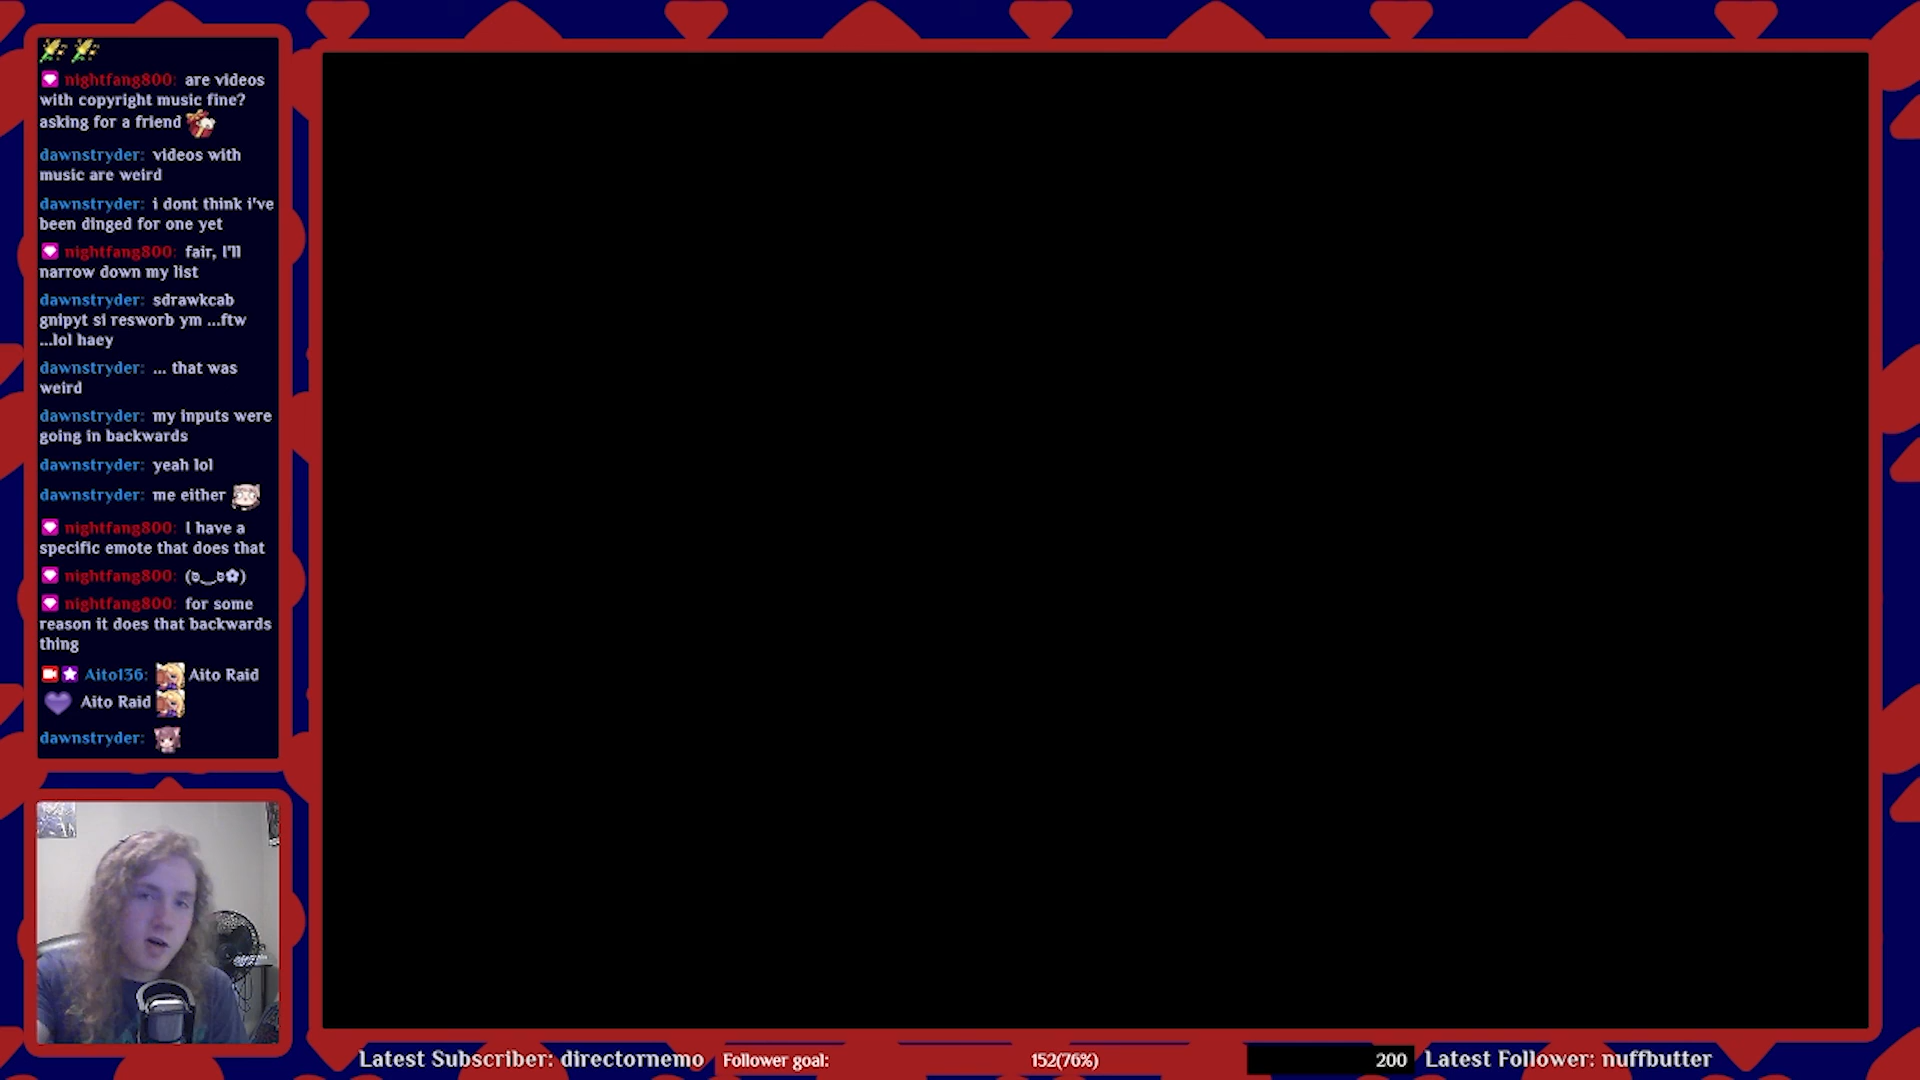 nightfang800: are videos
with copyright music fine?
asking for a friend
dawnstryder: videos with
music are weird
dawnstryder: i dont think i've
been dinged for one yet
nightfang800: fair, I'll
narrow down my list
dawnstryder: sdrawkcab
gnipyt si resworb ym ...ftw
...lol haey
dawnstryder: ... that was
weird
dawnstryder: my inputs were
going in backwards
dawnstryder: yeah lol
dawnstryder: me either
nightfang800: I have a
specific emote that does that
nightfang800: (ʚ‿ʚ✿)
nightfang800: for some
reason it does that backwards
thing
Aito136: Aito Raid
Aito Raid
dawnstryder:
Latest Subscriber: directornemo
Follower goal:
152(76%)
200
Latest Follower: nuffbutter